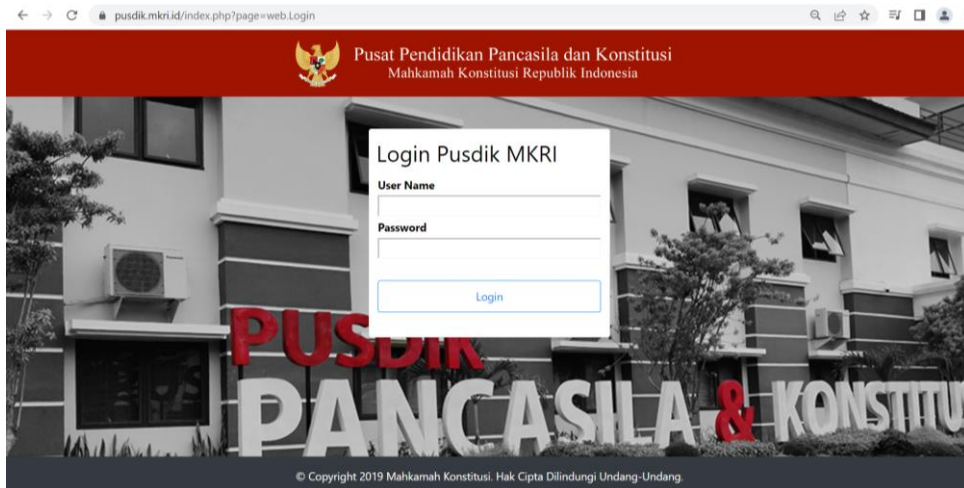 pusdik.mkri.id/index.php?page=web.Login
Pusat Pendidikan Pancasila dan Konstitusi
Mahkamah Konstitusi Republik Indonesia
Login Pusdik MKRI
User Name
Password
Login
PUSDIK
PANCASILA & KONSTITU
© Copyright 2019 Mahkamah Konstitusi. Hak Cipta Dilindungi Undang-Undang.